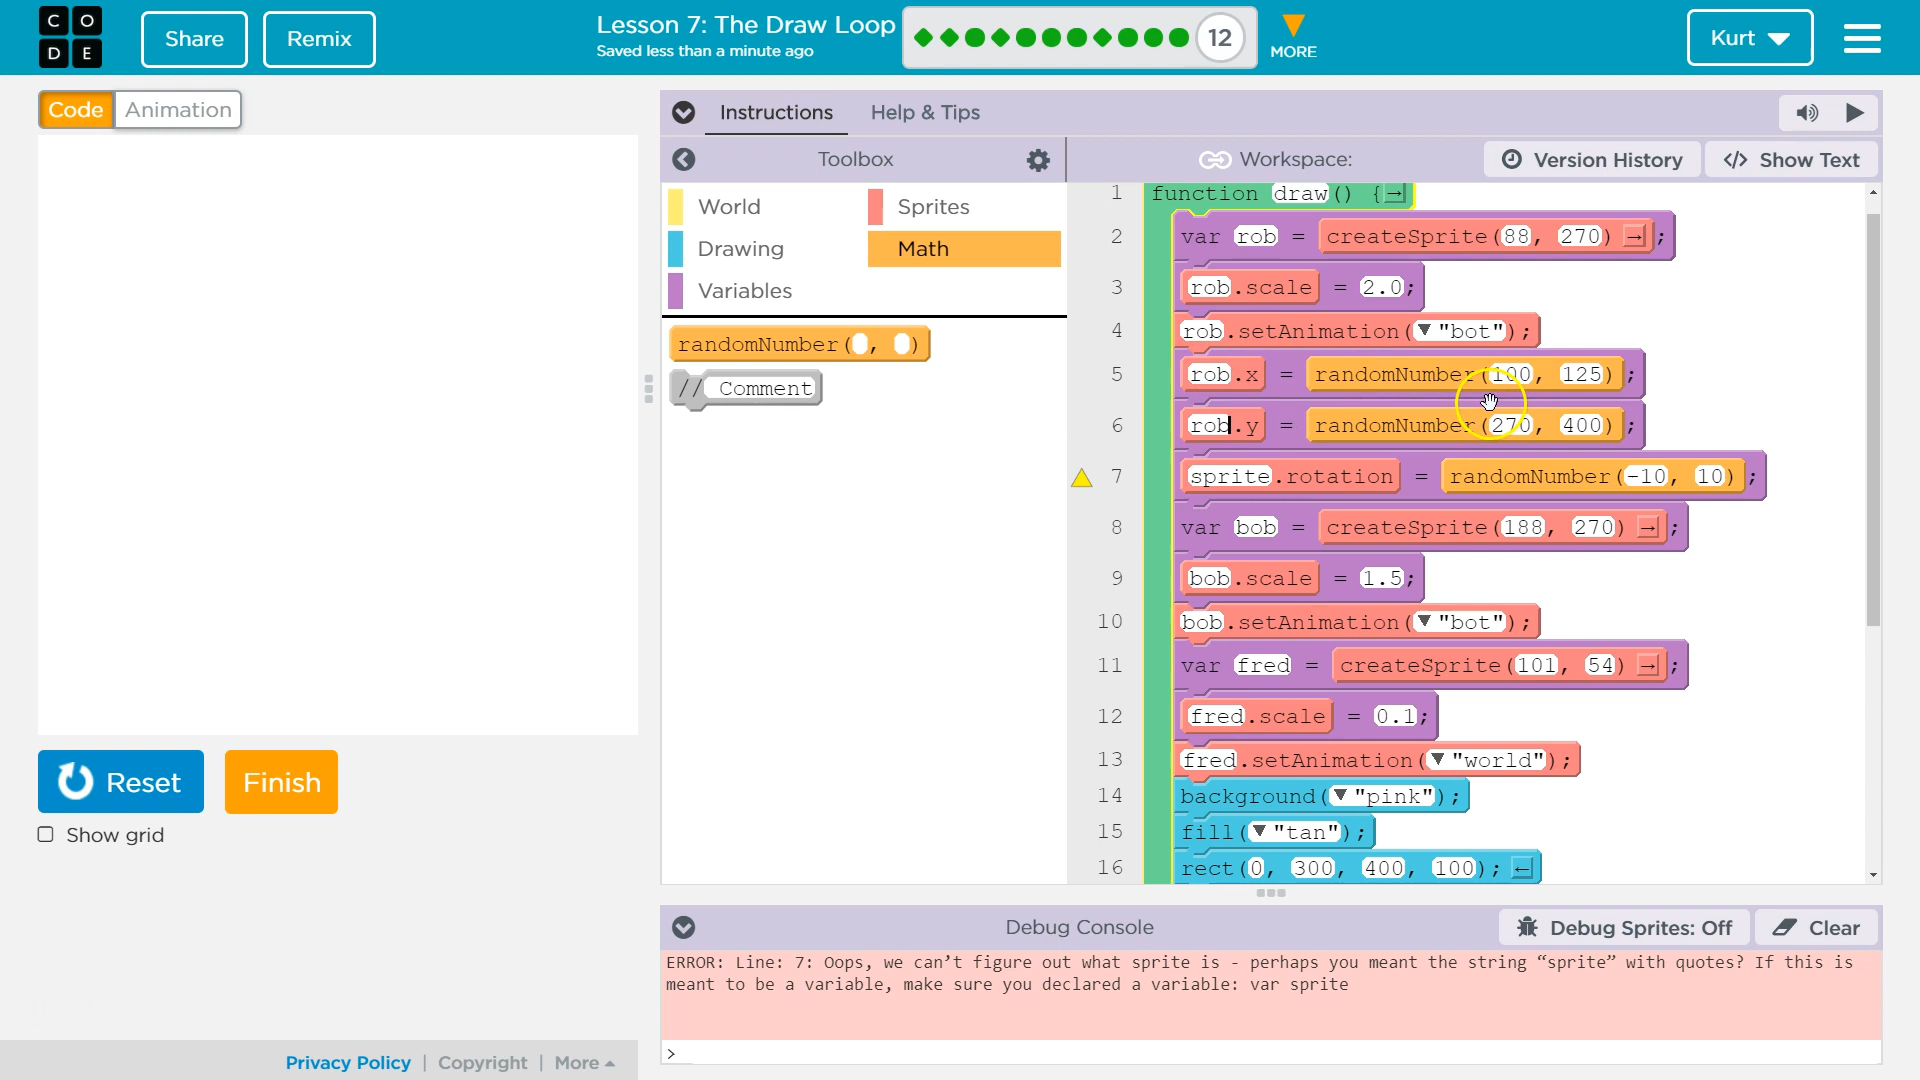 C O D E
Share
Remix
Lesson 7: The Draw Loop
Saved less than a minute ago
12
MORE
Kurt
Code
Animation
Instructions
Help & Tips
Toolbox
Workspace:
Version History
</> Show Text
World
Sprites
Drawing
Math
Variables
randomNumber( , )
// Comment
1 function draw() {→
2 var rob = createSprite(88, 270) → ;
3 rob.scale = 2.0;
4 rob.setAnimation(▼"bot");
5 rob.x = randomNumber(100, 125) ;
6 rob.y = randomNumber(270, 400) ;
7 sprite.rotation = randomNumber(-10, 10) ;
8 var bob = createSprite(188, 270) → ;
9 bob.scale = 1.5;
10 bob.setAnimation(▼"bot");
11 var fred = createSprite(101, 54) → ;
12 fred.scale = 0.1;
13 fred.setAnimation(▼"world");
14 background(▼"pink");
15 fill(▼"tan");
16 rect(0, 300, 400, 100); ←
Reset
Finish
Show grid
Debug Console
Debug Sprites: Off
Clear
ERROR: Line: 7: Oops, we can’t figure out what sprite is - perhaps you meant the string “sprite” with quotes? If this is
meant to be a variable, make sure you declared a variable: var sprite
>
Privacy Policy | Copyright | More